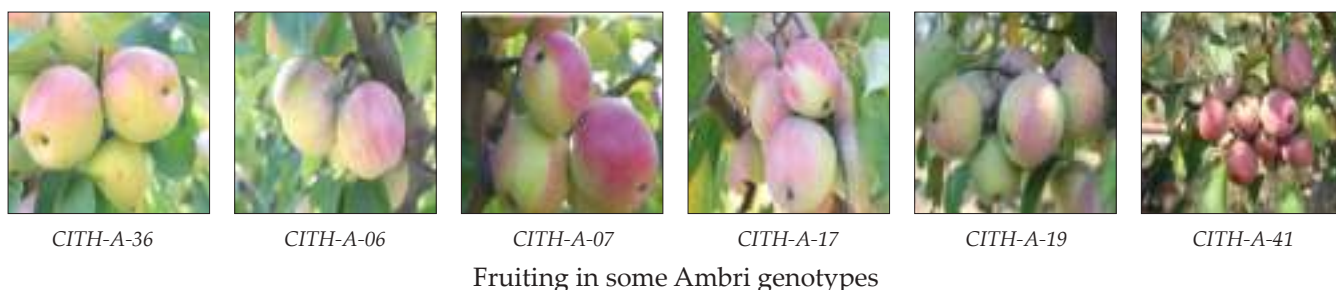 CITH-A-36 CITH-A-06 CITH-A-07 CITH-A-17 CITH-A-19 CITH-A-41
Fruiting in some Ambri genotypes